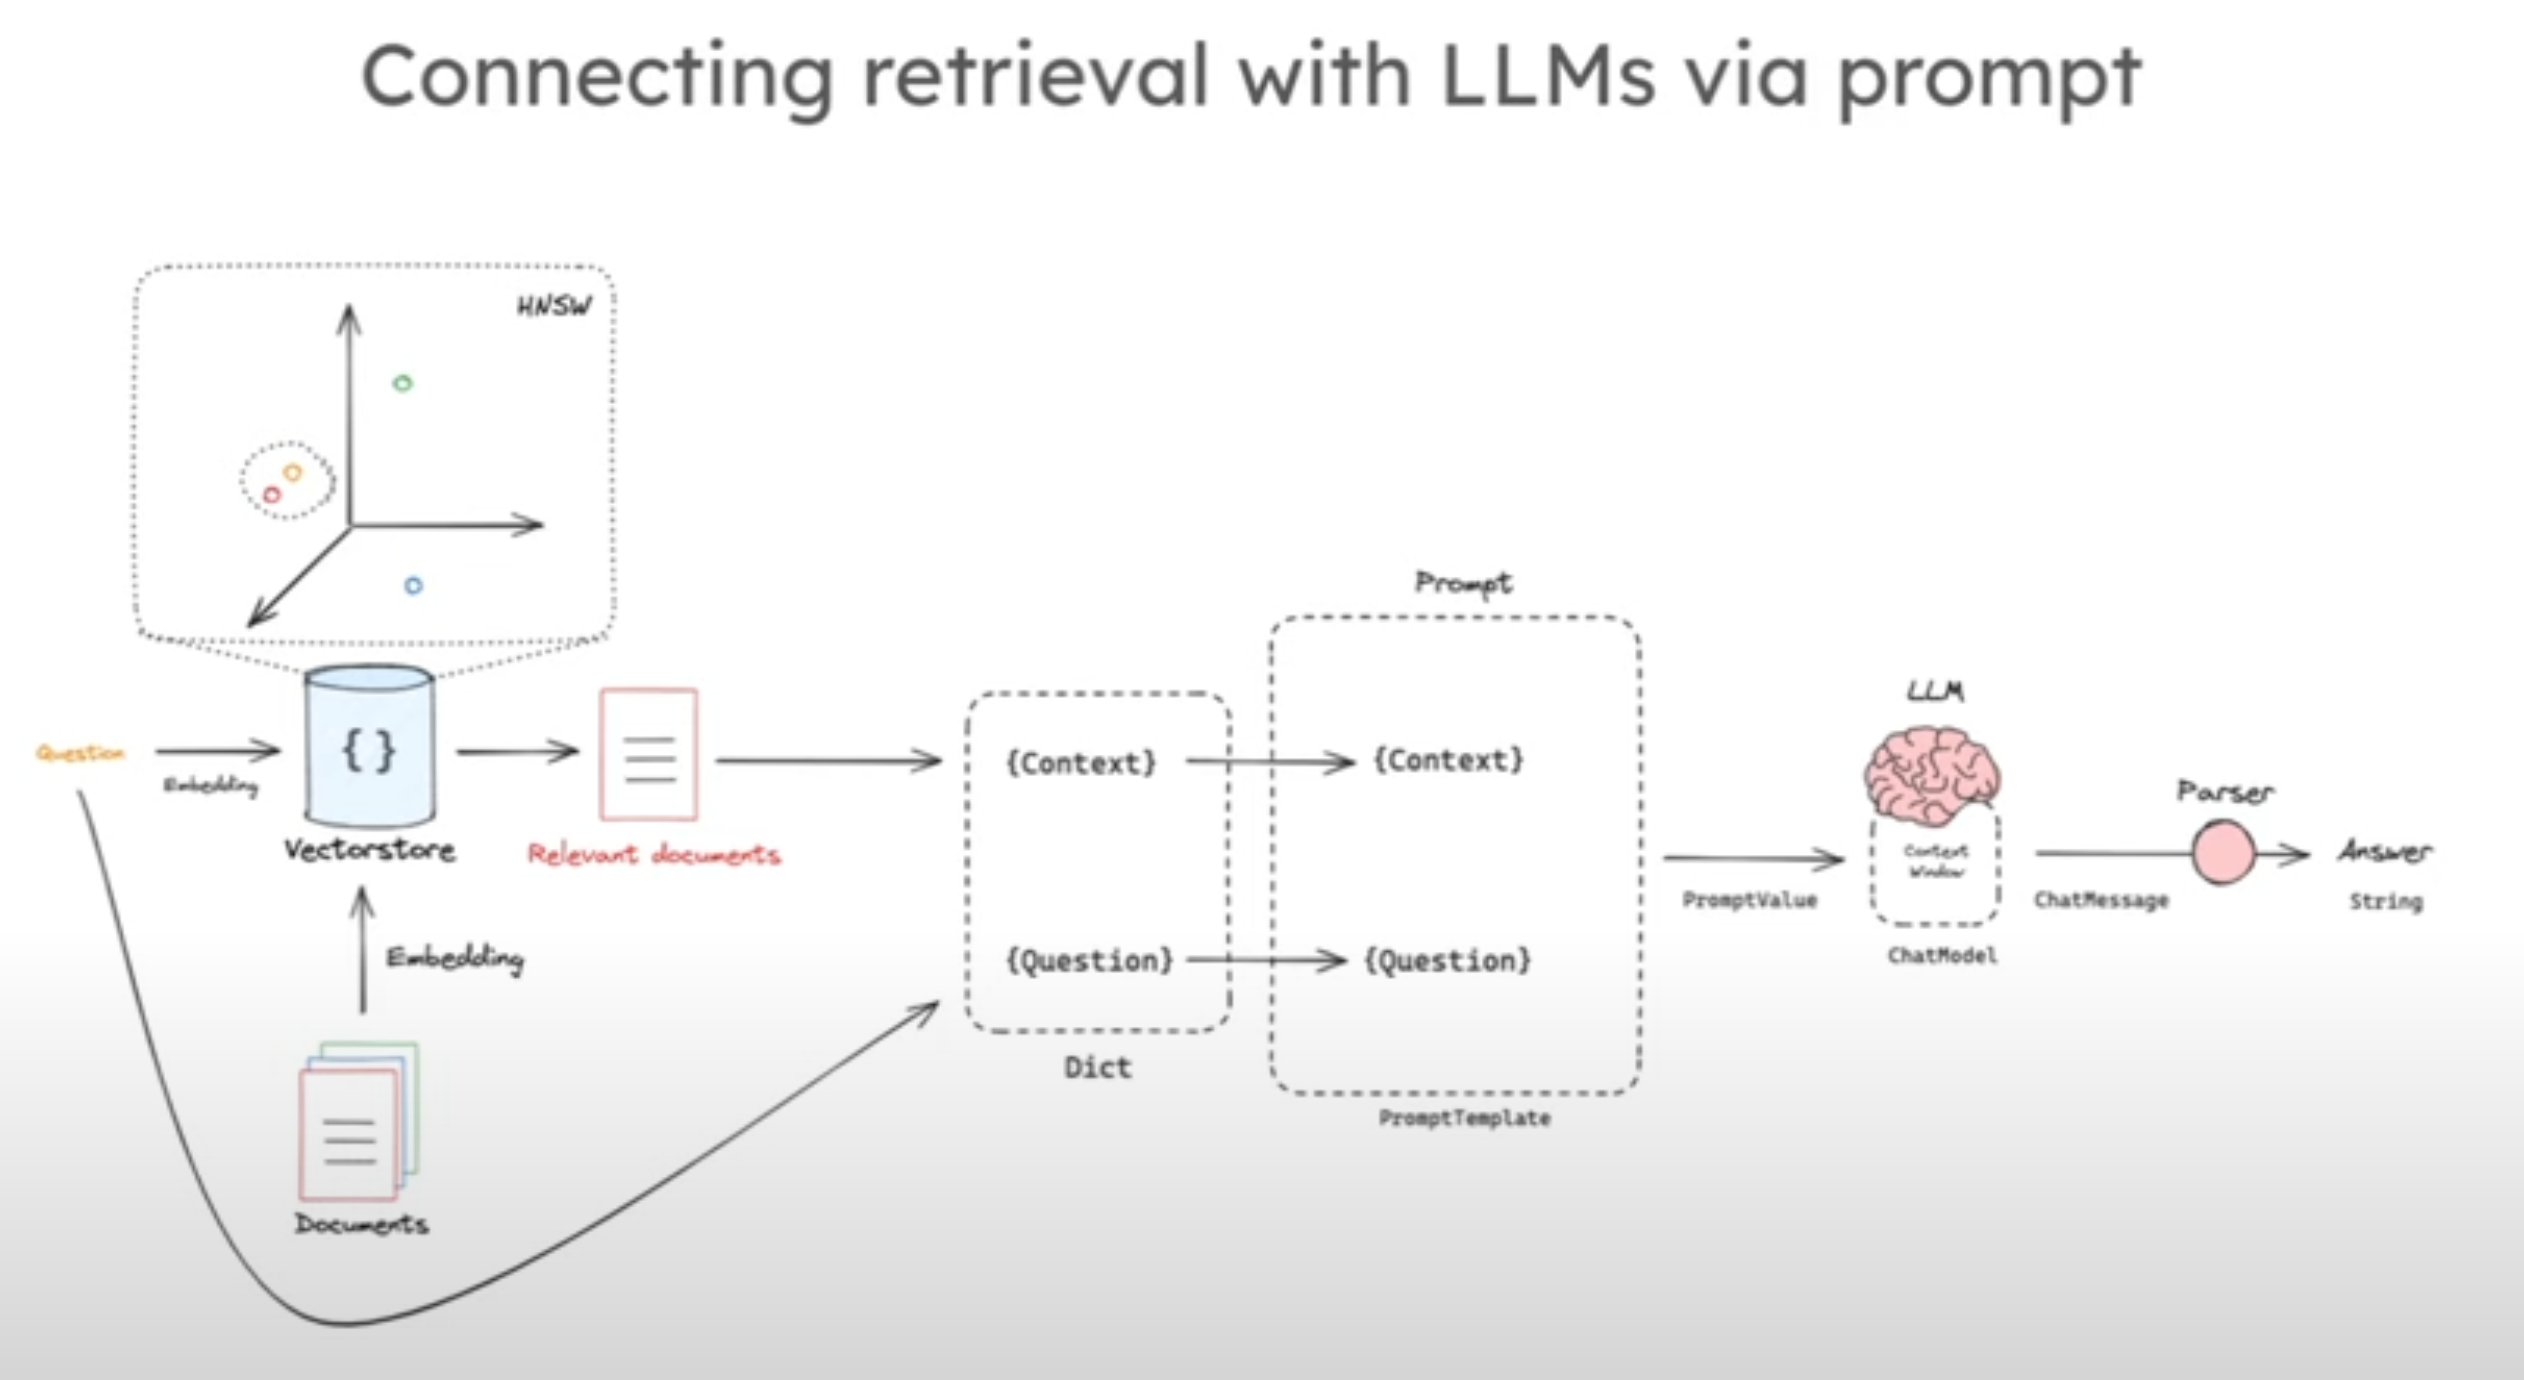 Connecting retrieval with LLMs via prompt
HNSW
Question
Embedding
{}
Vectorstore
Relevant documents
Embedding
Documents
{Context}
{Question}
Dict
Prompt
{Context}
{Question}
PromptTemplate
PromptValue
LLM
Context
Window
ChatModel
ChatMessage
Parser
Answer
String